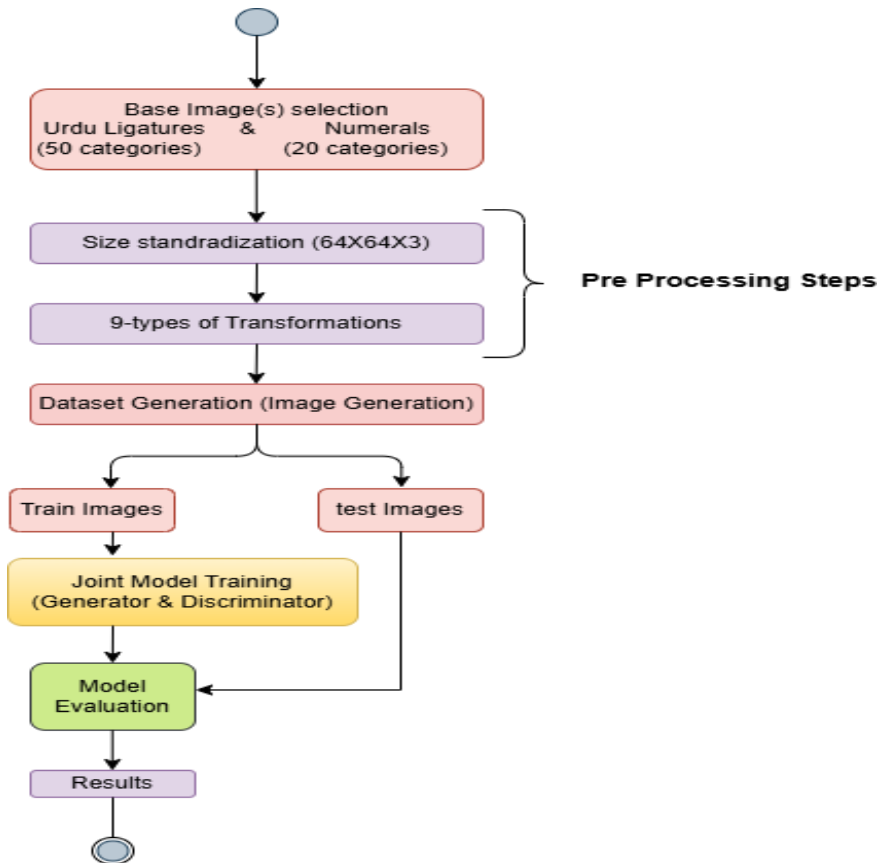 Base Image(s) selection
Urdu Ligatures & Numerals
(50 categories) (20 categories)
Size standradization (64X64X3)
9-types of Transformations
Pre Processing Steps
Dataset Generation (Image Generation)
Train Images
test Images
Joint Model Training
(Generator & Discriminator)
Model
Evaluation
Results